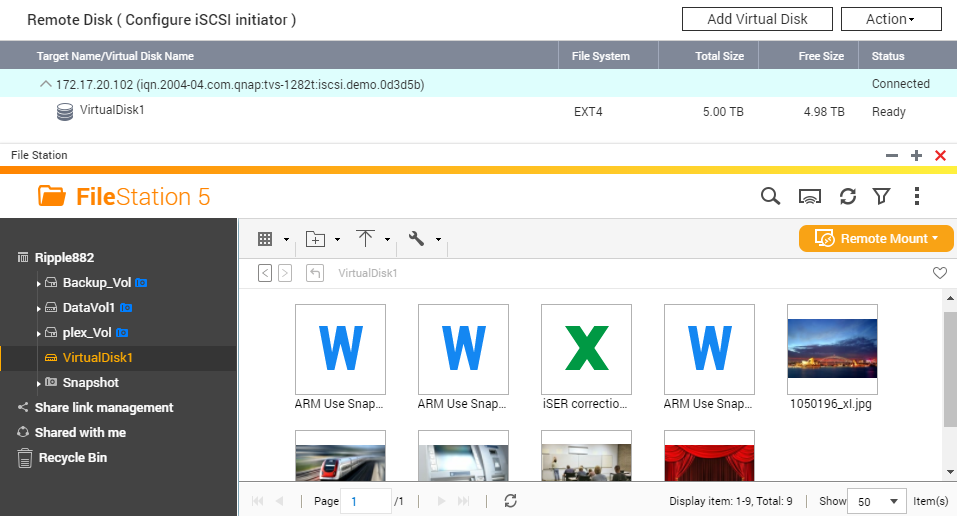 Remote Disk ( Configure iSCSI initiator )
Add Virtual Disk
Action
Target Name/Virtual Disk Name File System Total Size Free Size Status
172.17.20.102 (iqn.2004-04.com.qnap:tvs-1282t:iscsi.demo.0d3d5b) Connected
VirtualDisk1 EXT4 5.00 TB 4.98 TB Ready
File Station
FileStation 5
Remote Mount
Ripple882
Backup_Vol
DataVol1
plex_Vol
VirtualDisk1
Snapshot
Share link management
Shared with me
Recycle Bin
VirtualDisk1
W W X W
ARM Use Snap... ARM Use Snap... iSER correctio... ARM Use Snap... 1050196_xl.jpg
Page 1 /1 Display item: 1-9, Total: 9 Show 50 Item(s)